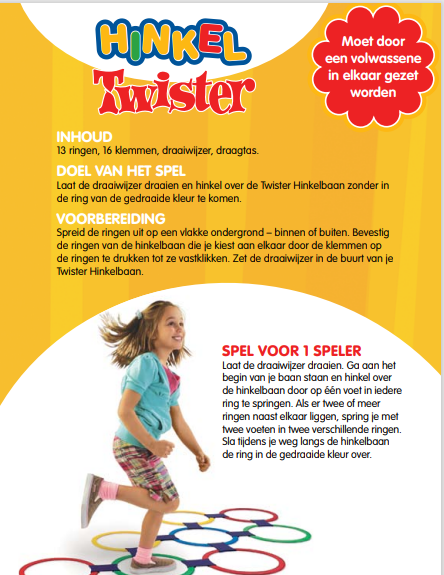 HINKEL
Twister
Moet door
een volwassene
in elkaar gezet
worden
INHOUD
13 ringen, 16 klemmen, draaiwijzer, draagtas.
DOEL VAN HET SPEL
Laat de draaiwijzer draaien en hinkel over de Twister Hinkelbaan zonder in
de ring van de gedraaide kleur te komen.
VOORBEREIDING
Spreid de ringen uit op een vlakke ondergrond – binnen of buiten. Bevestig
de ringen van de hinkelbaan die je kiest aan elkaar door de klemmen op
de ringen te drukken tot ze vastklikken. Zet de draaiwijzer in de buurt van je
Twister Hinkelbaan.
SPEL VOOR 1 SPELER
Laat de draaiwijzer draaien. Ga aan het
begin van je baan staan en hinkel over
de hinkelbaan door op één voet in iedere
ring te springen. Als er twee of meer
ringen naast elkaar liggen, spring je met
twee voeten in twee verschillende ringen.
Sla tijdens je weg langs de hinkelbaan
de ring in de gedraaide kleur over.